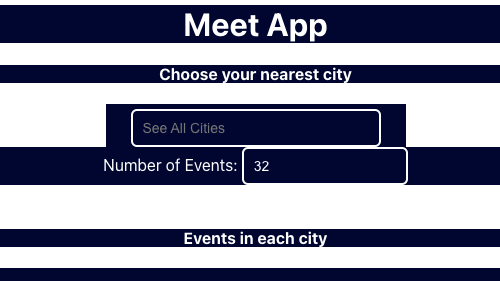 Meet App
Choose your nearest city
See All Cities
Number of Events: 32
Events in each city